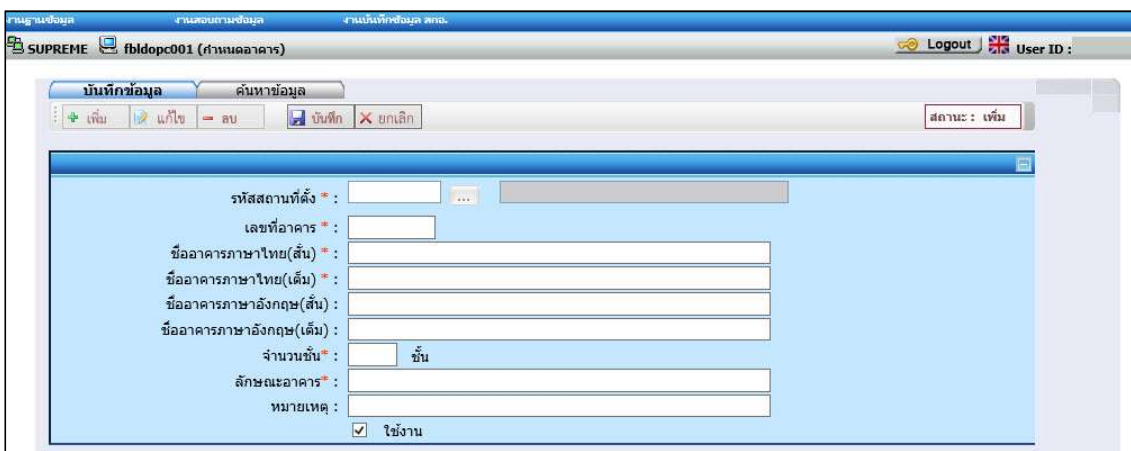 งานฐานข้อมูล งานสอบถามข้อมูล งานบันทึกข้อมูล สกอ.
SUPREME fbldopc001 (กำหนดอาคาร) Logout User ID :
บันทึกข้อมูล ค้นหาข้อมูล
เพิ่ม แก้ไข ลบ บันทึก ยกเลิก สถานะ : เพิ่ม
รหัสสถานที่ตั้ง * : ...
เลขที่อาคาร * :
ชื่ออาคารภาษาไทย(สั้น) * :
ชื่ออาคารภาษาไทย(เต็ม) * :
ชื่ออาคารภาษาอังกฤษ(สั้น) :
ชื่ออาคารภาษาอังกฤษ(เต็ม) :
จำนวนชั้น* : ชั้น
ลักษณะอาคาร* :
หมายเหตุ :
ใช้งาน